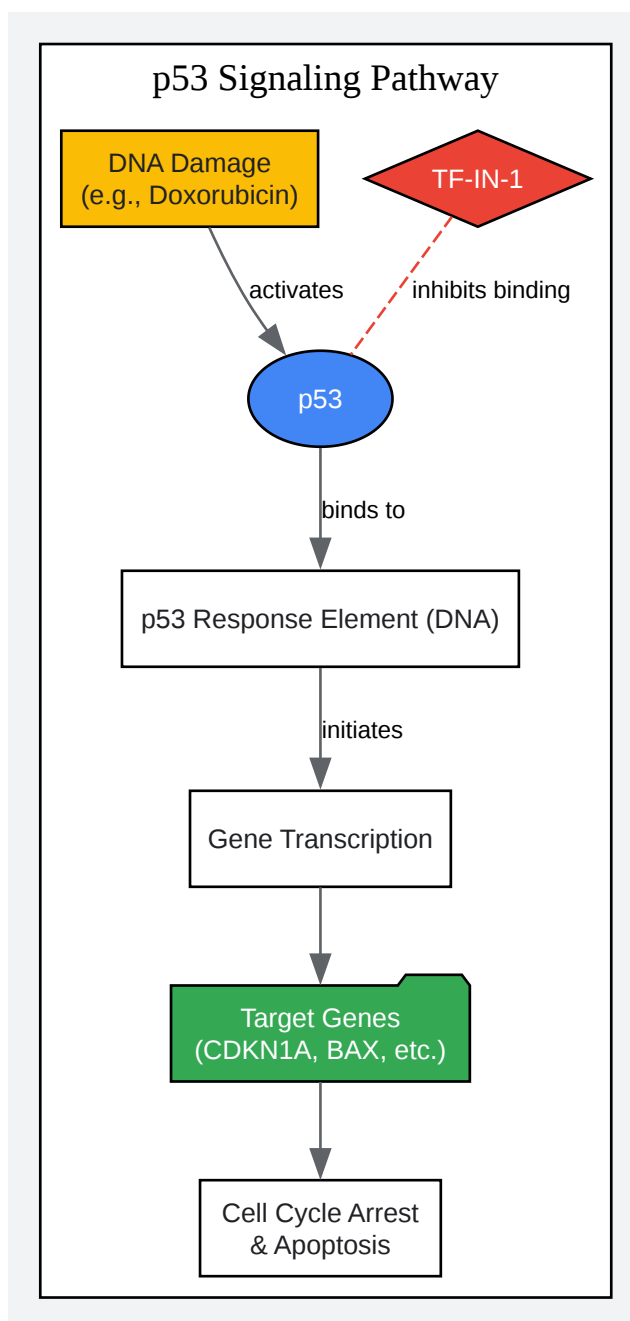 p53 Signaling Pathway
DNA Damage
(e.g., Doxorubicin)
TF-IN-1
activates
inhibits binding
p53
binds to
p53 Response Element (DNA)
initiates
Gene Transcription
Target Genes
(CDKN1A, BAX, etc.)
Cell Cycle Arrest
& Apoptosis